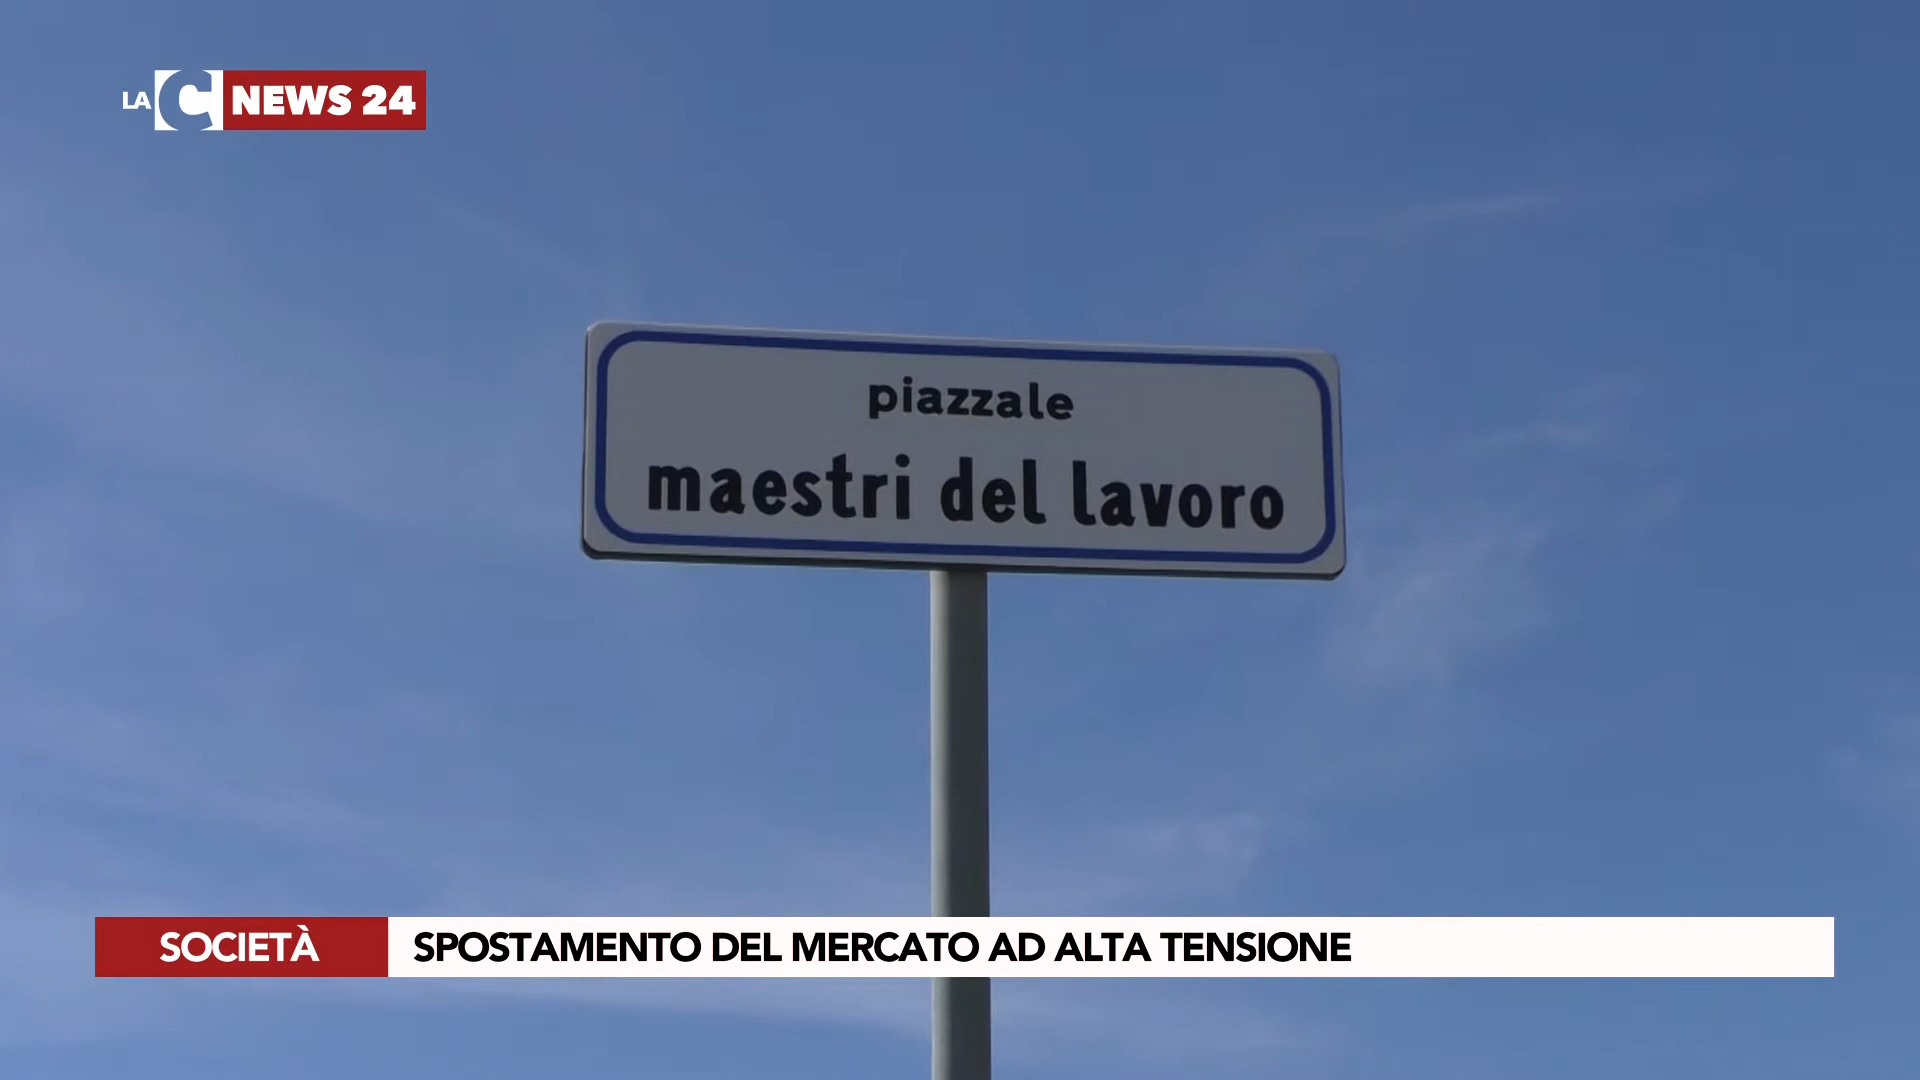 LA C NEWS 24
piazzale
maestri del lavoro
SOCIETÀ SPOSTAMENTO DEL MERCATO AD ALTA TENSIONE